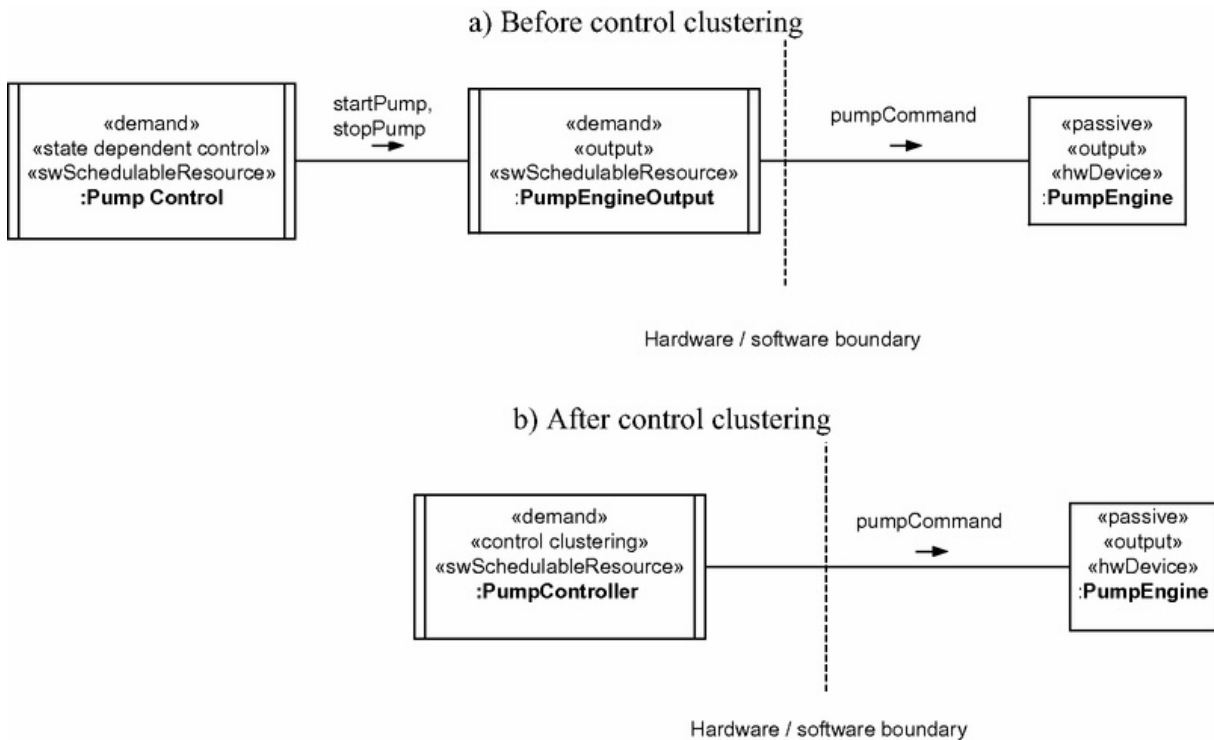 a) Before control clustering
«demand»
«state dependent control»
«swSchedulableResource»
:Pump Control
startPump,
stopPump
«demand»
«output»
«swSchedulableResource»
:PumpEngineOutput
pumpCommand
«passive»
«output»
«hwDevice»
:PumpEngine
Hardware / software boundary
b) After control clustering
«demand»
«control clustering»
«swSchedulableResource»
:PumpController
pumpCommand
«passive»
«output»
«hwDevice»
:PumpEngine
Hardware / software boundary